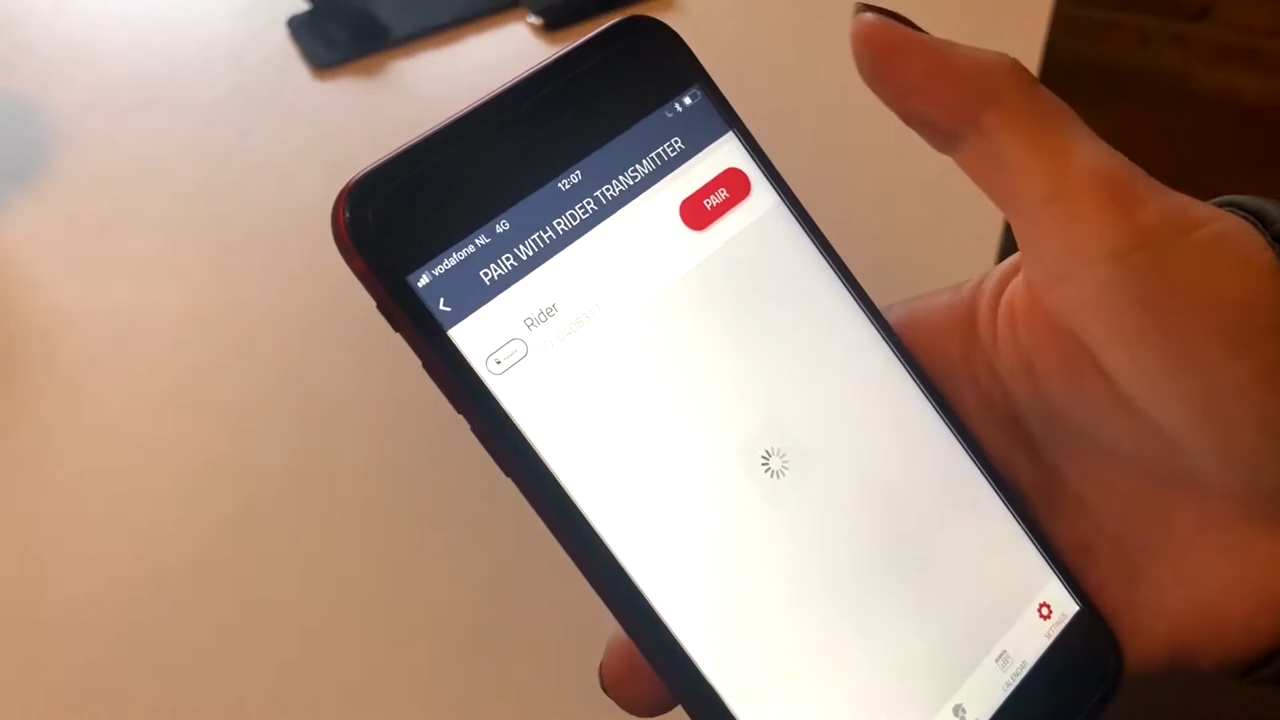 vodafone NL 4G 12:07
PAIR WITH RIDER TRANSMITTER
Rider
PAIR
CALENDAR
SETTINGS